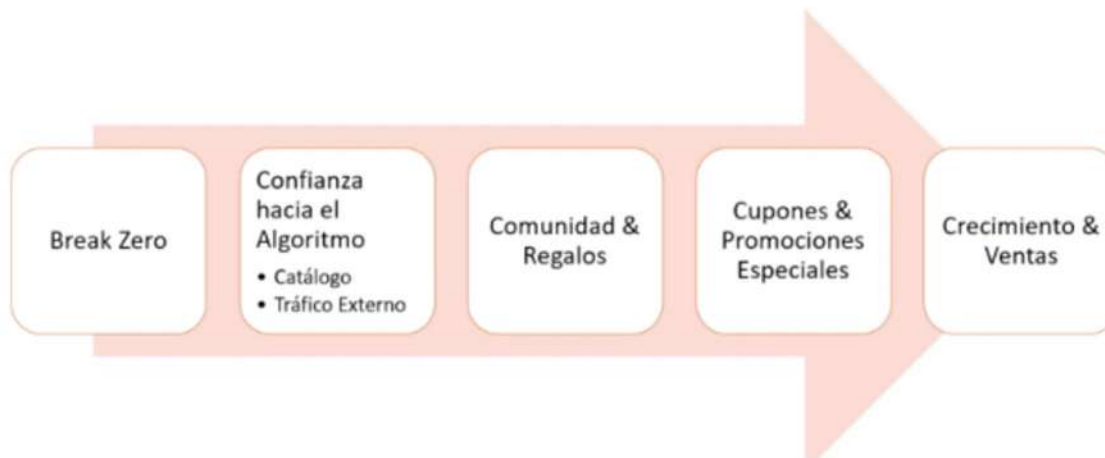 Break Zero
Confianza
hacia el
Algoritmo
• Catálogo
• Tráfico Externo
Comunidad &
Regalos
Cupones &
Promociones
Especiales
Crecimiento &
Ventas